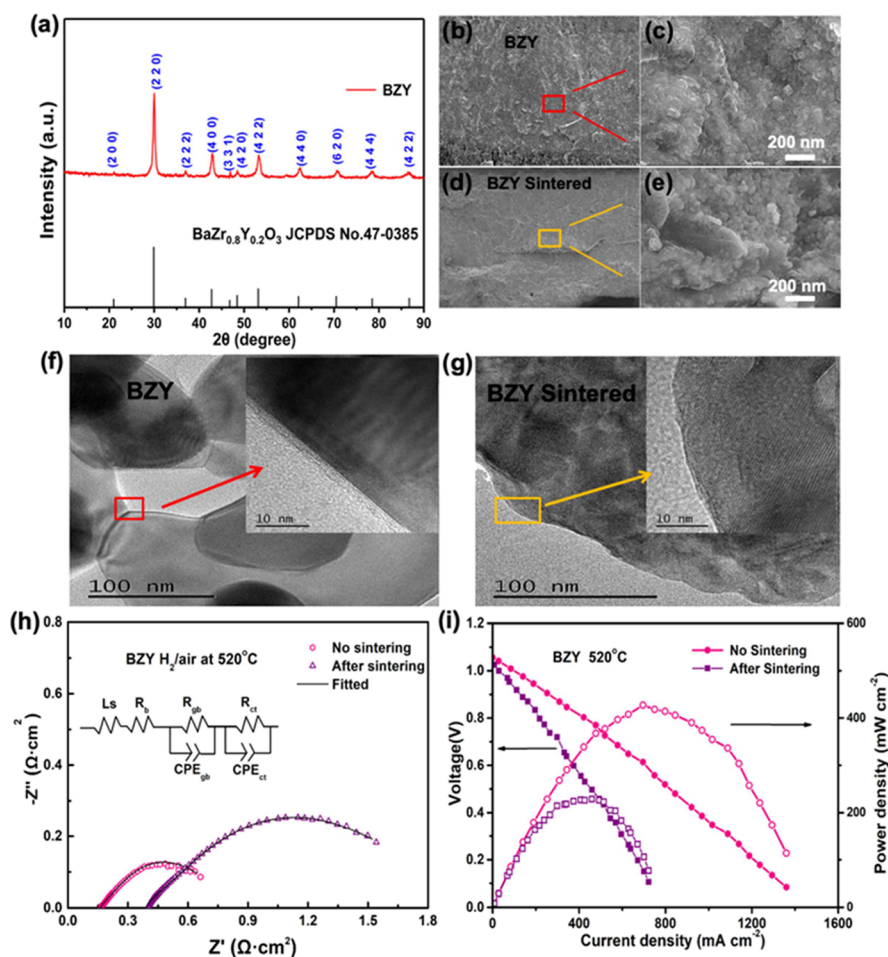 (a)
Intensity (a.u.)
(2 0 0)
(2 2 0)
(2 2 2)
(4 0 0)
(3 3 1)
(4 2 0)
(4 2 2)
(4 4 0)
(6 2 0)
(4 4 4)
(4 2 2)
BZY
BaZr0.8Y0.2O3 JCPDS No.47-0385
10 20 30 40 50 60 70 80 90
2θ (degree)
(b)
BZY
(c)
200 nm
(d)
BZY Sintered
(e)
200 nm
(f)
BZY
10 nm
100 nm
(g)
BZY Sintered
10 nm
100 nm
(h)
-Z'' (Ω·cm2)
0.8
0.6
0.4
0.2
0.0
BZY H2/air at 520°C
No sintering
After sintering
Fitted
Ls Rb Rgb Rct
CPEgb CPEct
0.0 0.3 0.6 0.9 1.2 1.5 1.8
Z' (Ω·cm2)
(i)
Voltage(V)
1.2
1.0
0.8
0.6
0.4
0.2
0.0
BZY 520°C
No Sintering
After Sintering
600
500
400
300
200
100
0
Power density (mW cm-2)
0 400 800 1200 1600
Current density (mA cm-2)